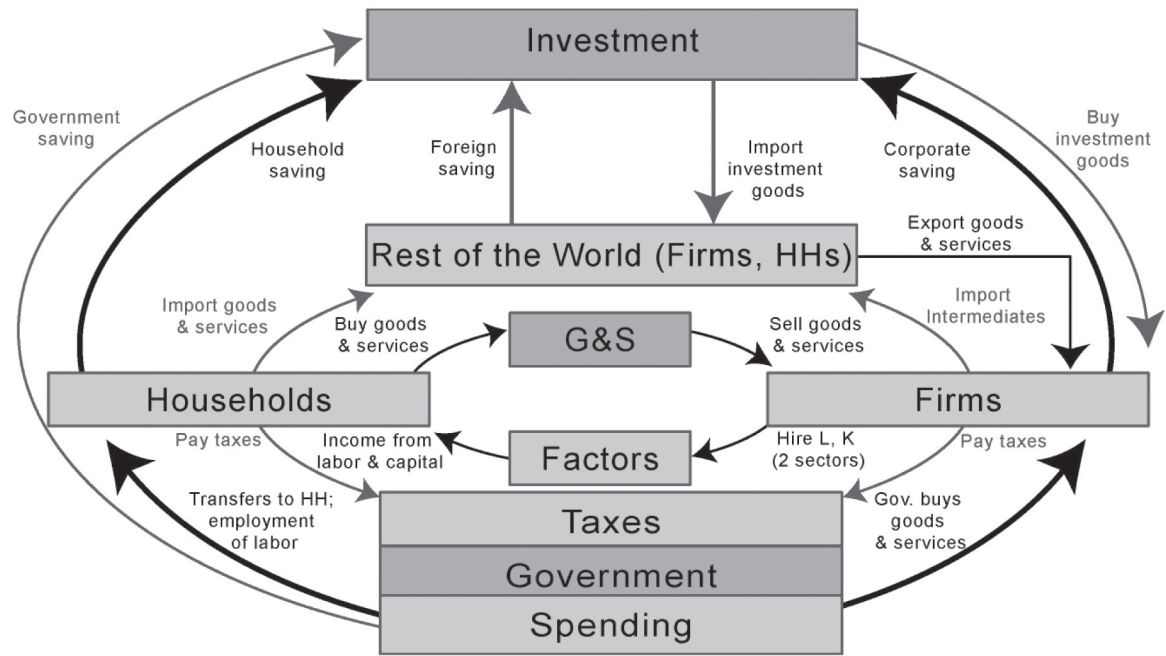 Investment
Government
saving
Household
saving
Foreign
saving
Import
investment
goods
Corporate
saving
Buy
investment
goods
Rest of the World (Firms, HHs)
Export goods
& services
Import goods
& services
Buy goods
& services
G&S
Sell goods
& services
Import
Intermediates
Households
Firms
Pay taxes
Income from
labor & capital
Factors
Hire L, K
(2 sectors)
Pay taxes
Transfers to HH;
employment
of labor
Taxes
Gov. buys
goods
& services
Government
Spending